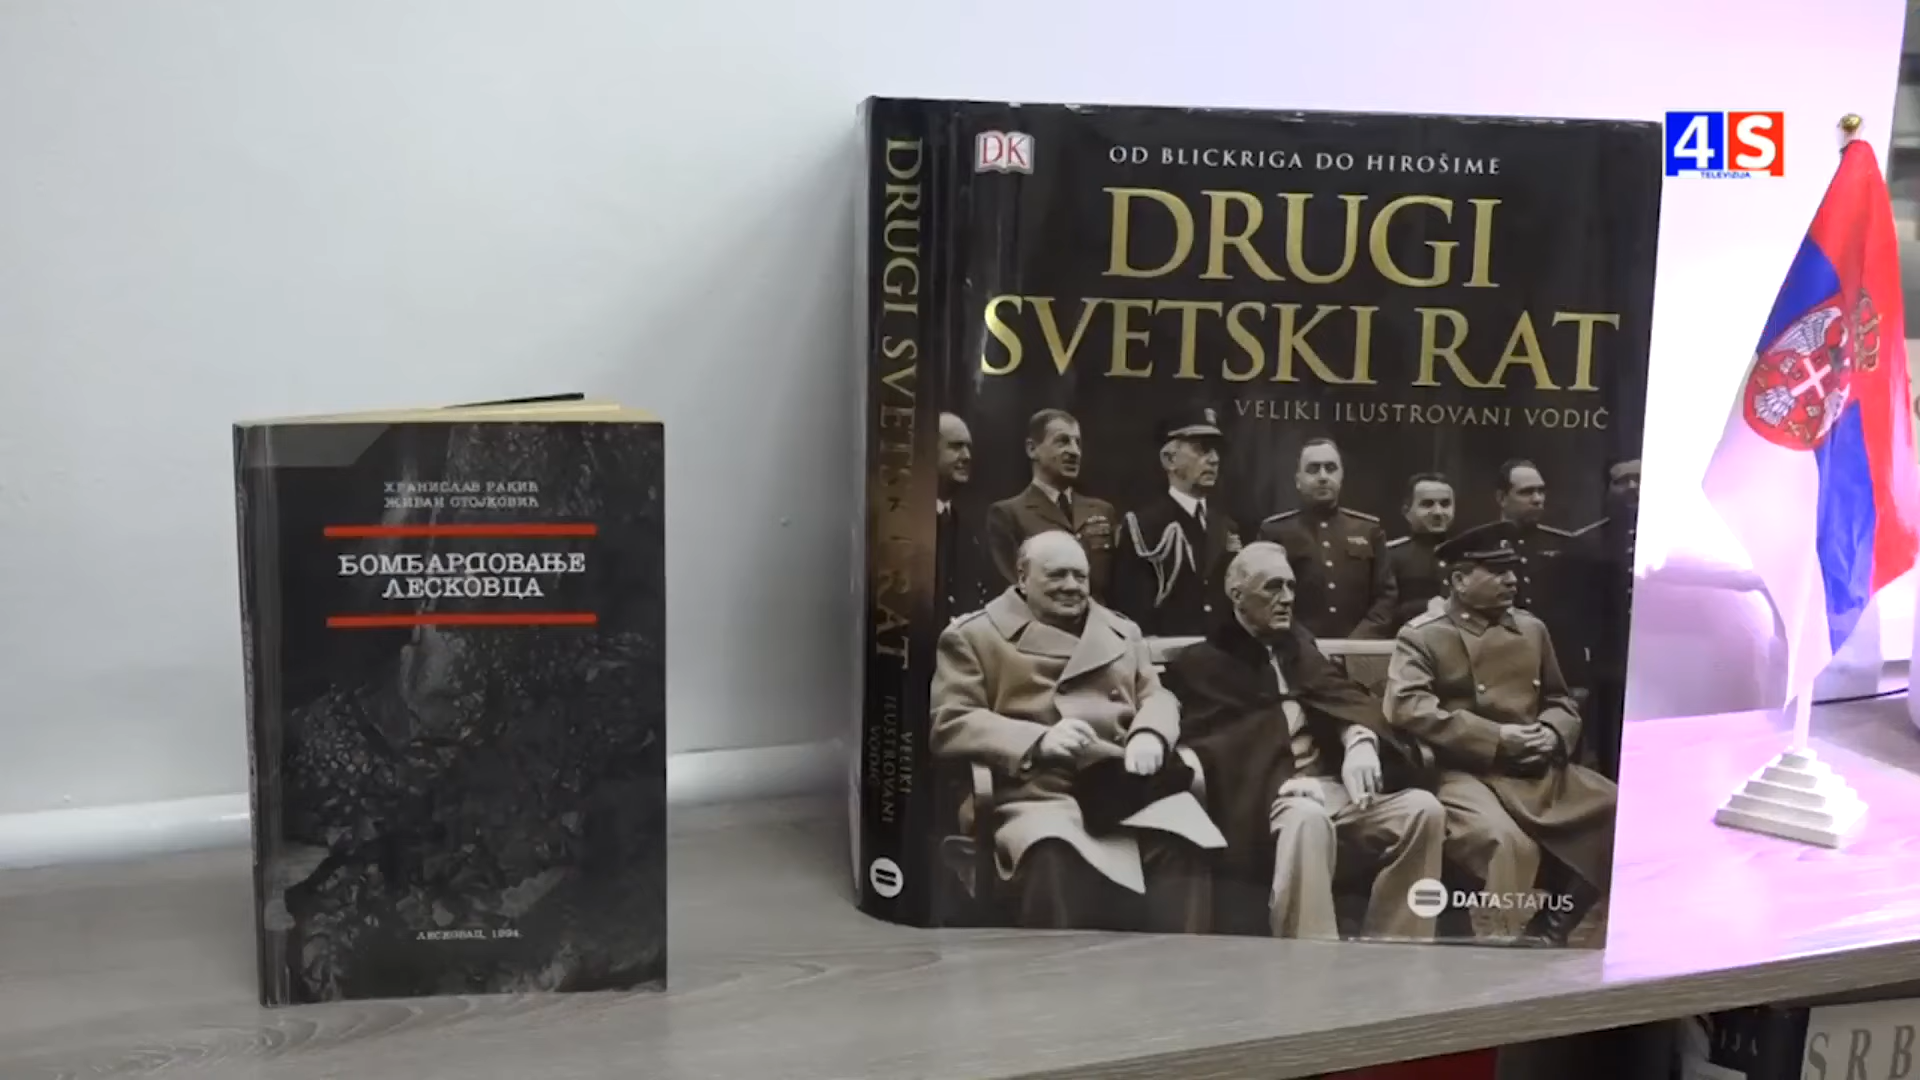 ХРАНИСЛАВ РАКИЋ
ЖИВАН СТОЈКОВИЋ
БОМБАРДОВАЊЕ
ЛЕСКОВЦА
ЛЕСКОВАЦ, 1994.
DRUGI SVETSKI RAT
VELIKI
ILUSTROVANI
VODIČ
DK
OD BLICKRIGA DO HIROŠIME
DRUGI
SVETSKI RAT
VELIKI ILUSTROVANI VODIČ
DATASTATUS
4S
TELEVIZIJA